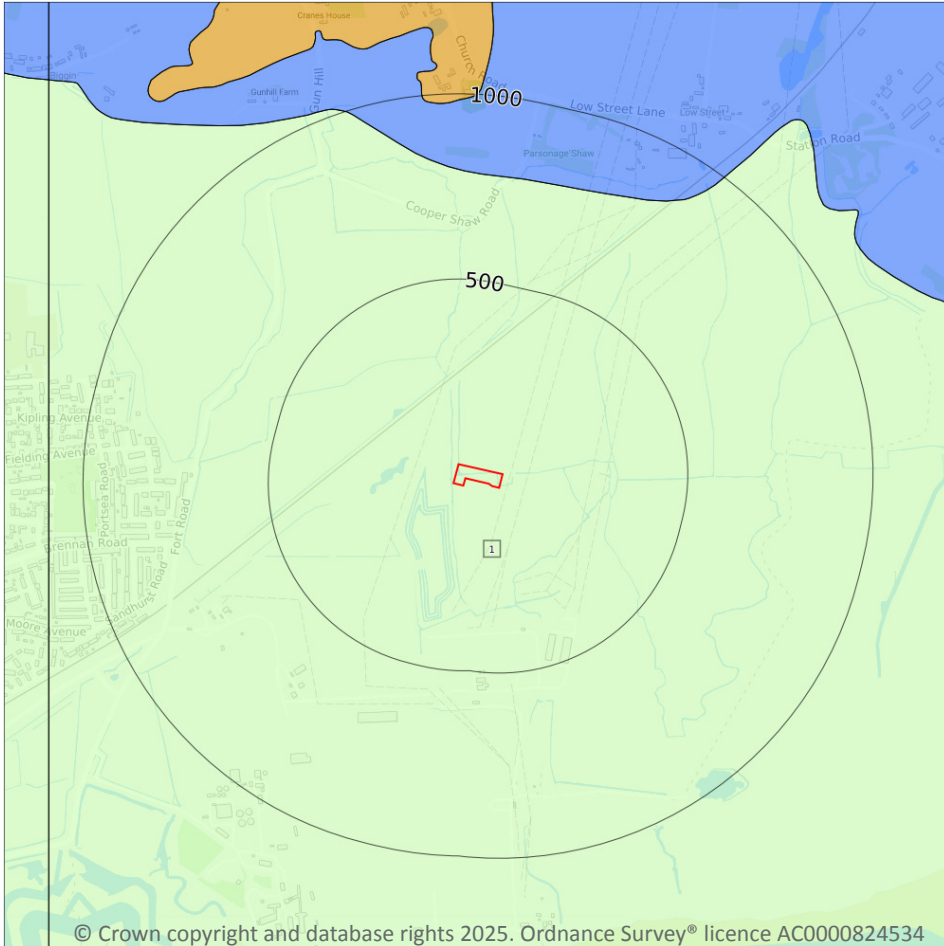 Cranes House
Church Road
Biggin
Gunhill Farm
Gun Hill
1000
Low Street Lane
Low Street
Parsonage Shaw
Station Road
Cooper Shaw Road
500
Kipling Avenue
Fielding Avenue
Portsea Road
Fort Road
Brennan Road
1
Sandhurst Road
Moore Avenue
© Crown copyright and database rights 2025. Ordnance Survey® licence AC0000824534